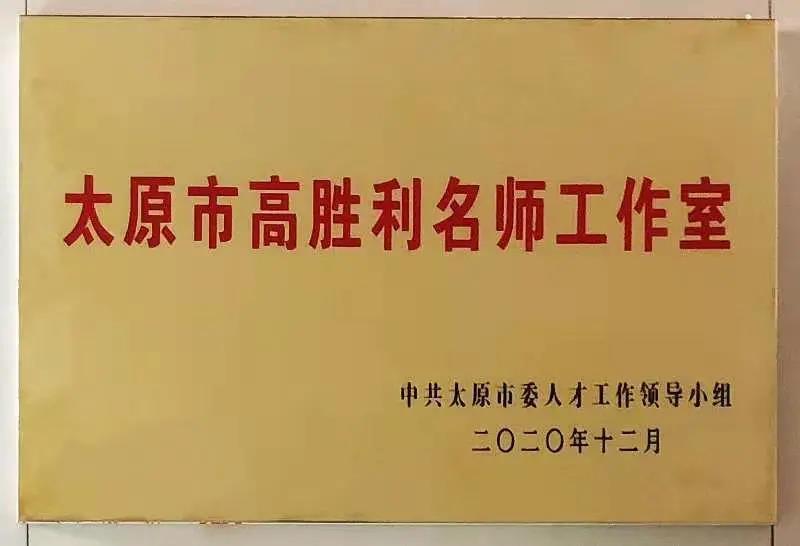 太原市高胜利名师工作室
中共太原市委人才工作领导小组
二〇二〇年十二月